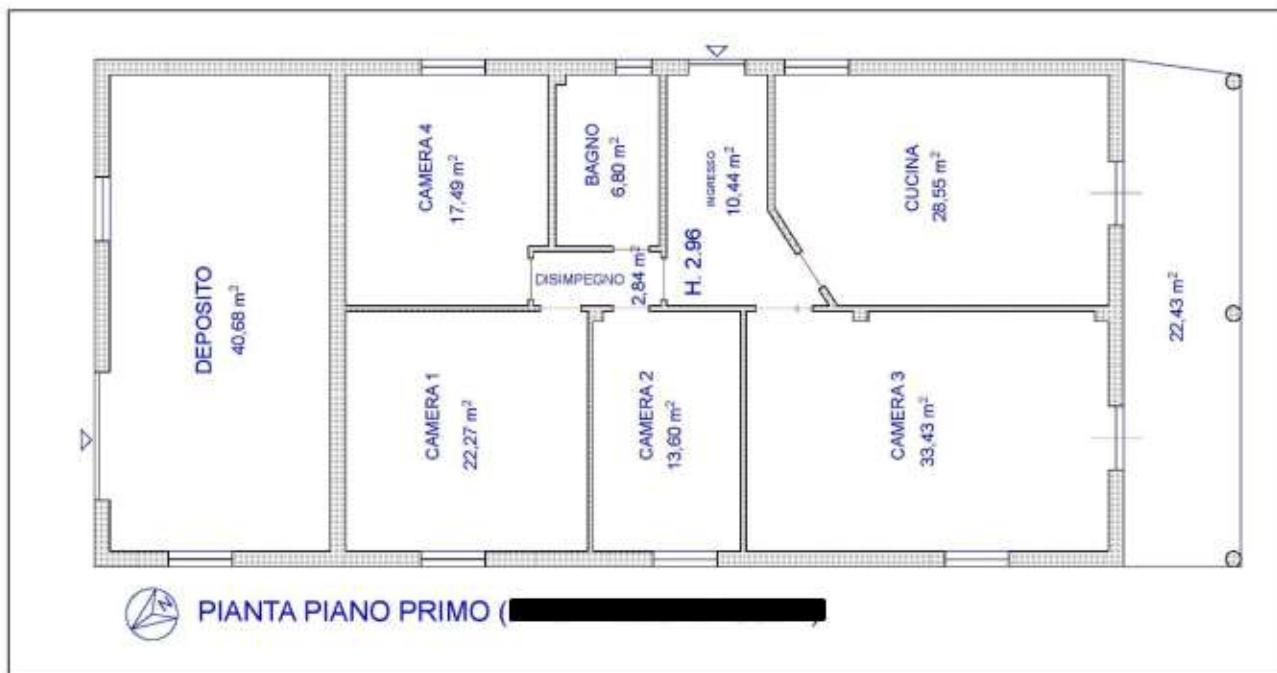 DEPOSITO
40,68 m²
CAMERA 4
17,49 m²
BAGNO
6,80 m²
INGRESSO
10,44 m²
H. 2.96
CUCINA
28,55 m²
DISIMPEGNO
2,84 m²
22,43 m²
CAMERA 1
22,27 m²
CAMERA 2
13,60 m²
CAMERA 3
33,43 m²
N
PIANTA PIANO PRIMO (